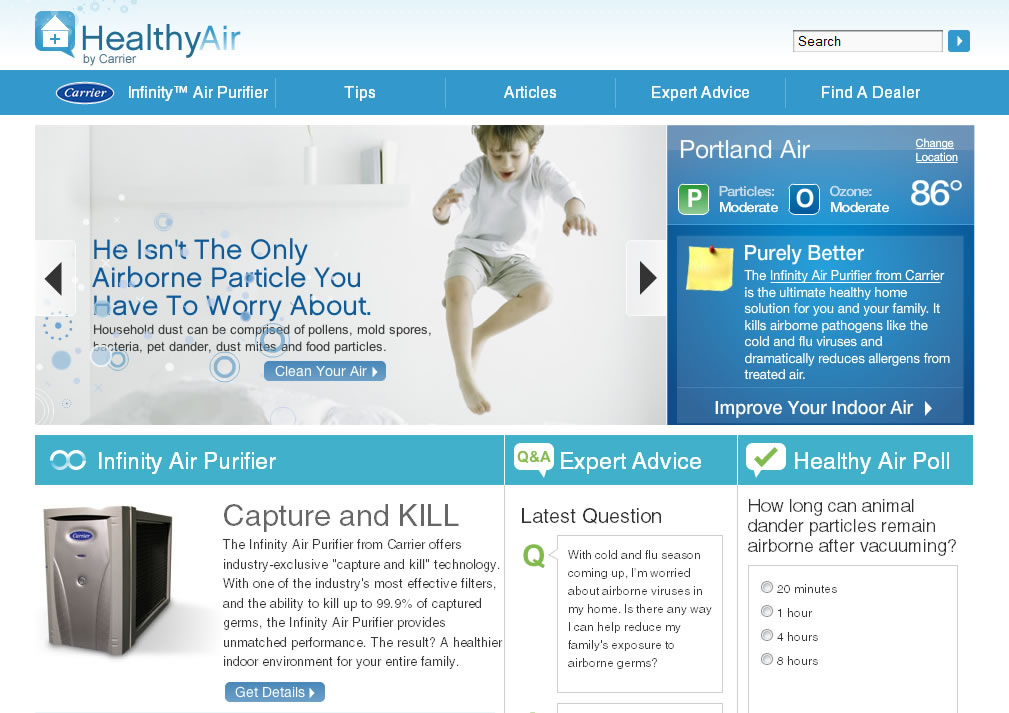 HealthyAir
by Carrier
Search
Carrier
Infinity™ Air Purifier
Tips
Articles
Expert Advice
Find A Dealer
He Isn't The Only
Airborne Particle You
Have To Worry About.
Household dust can be comprised of pollens, mold spores,
bacteria, pet dander, dust mites and food particles.
Clean Your Air
Portland Air
Change
Location
P
Particles:
Moderate
O
Ozone:
Moderate
86°
Purely Better
The Infinity Air Purifier from Carrier
is the ultimate healthy home
solution for you and your family. It
kills airborne pathogens like the
cold and flu viruses and
dramatically reduces allergens from
treated air.
Improve Your Indoor Air
Infinity Air Purifier
Carrier
Capture and KILL
The Infinity Air Purifier from Carrier offers
industry-exclusive "capture and kill" technology.
With one of the industry's most effective filters,
and the ability to kill up to 99.9% of captured
germs, the Infinity Air Purifier provides
unmatched performance. The result? A healthier
indoor environment for your entire family.
Get Details
Q&A Expert Advice
Latest Question
Q
With cold and flu season
coming up, I'm worried
about airborne viruses in
my home. Is there any way
I can help reduce my
family's exposure to
airborne germs?
Healthy Air Poll
How long can animal
dander particles remain
airborne after vacuuming?
20 minutes
1 hour
4 hours
8 hours